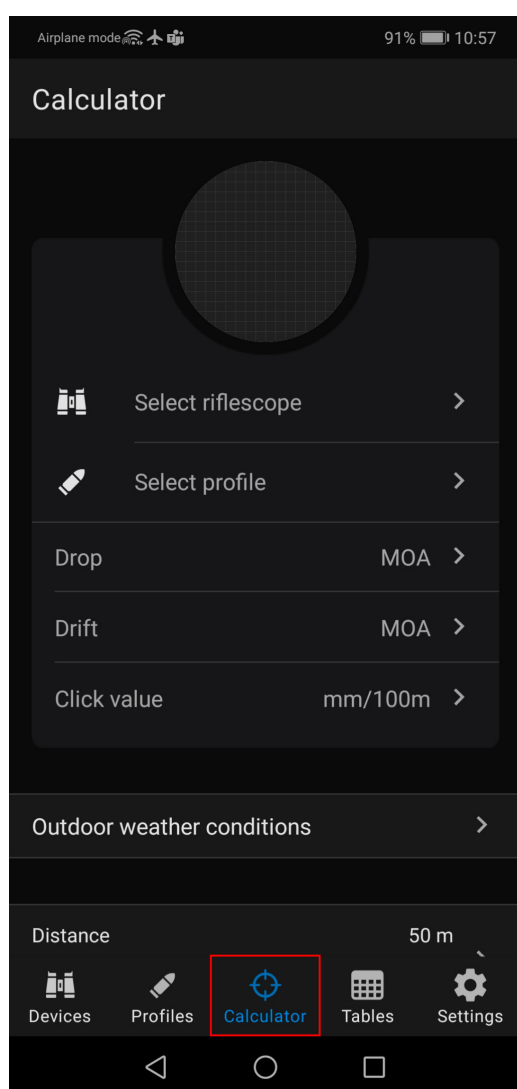 Airplane mode 91% 10:57
Calculator
Select riflescope
Select profile
Drop MOA
Drift MOA
Click value mm/100m
Outdoor weather conditions
Distance 50 m
Devices Profiles Calculator Tables Settings